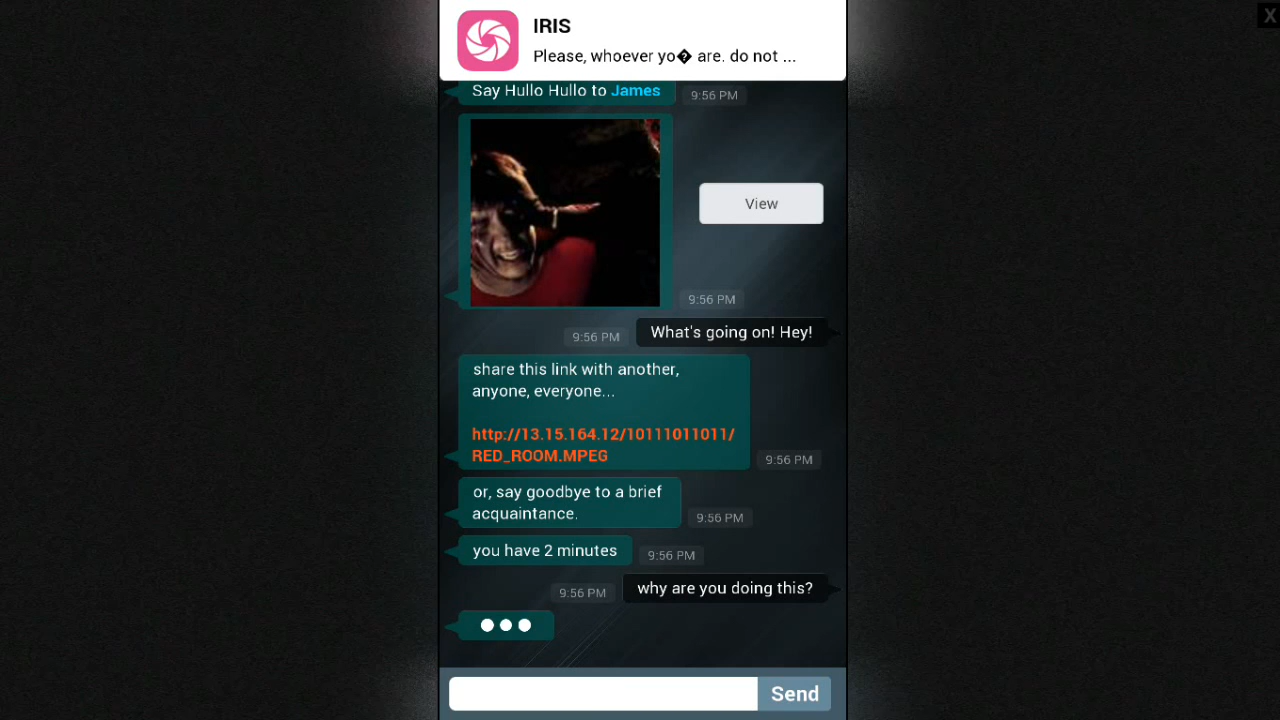 X
IRIS
Please, whoever yo� are. do not ...
Say Hullo Hullo to James
9:56 PM
View
9:56 PM
What's going on! Hey!
9:56 PM
share this link with another,
anyone, everyone...
http://13.15.164.12/10111011011/
RED_ROOM.MPEG
9:56 PM
or, say goodbye to a brief
acquaintance.
9:56 PM
you have 2 minutes
9:56 PM
why are you doing this?
9:56 PM
Send